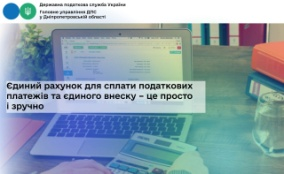 Державна податкова служба України
Головне управління ДПС
у Дніпропетровській області
Єдиний рахунок для сплати податкових
платежів та єдиного внеску – це просто
і зручно